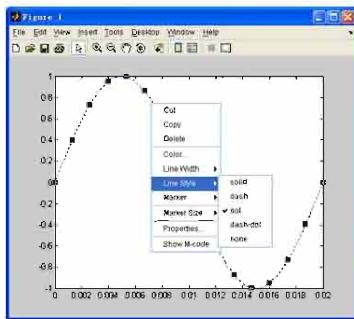 Figure 1
File Edit View Insert Tools Desktop Window Help
1
0.8
0.6
0.4
0.2
0
-0.2
-0.4
-0.6
-0.8
-1
0 0.002 0.004 0.006 0.008 0.01 0.012 0.014 0.016 0.018 0.02
Cut
Copy
Delete
Color...
Line Width
Line Style
Marker
Marker Size
Properties...
Show M-code
solid
dash
dot
dash-dot
none